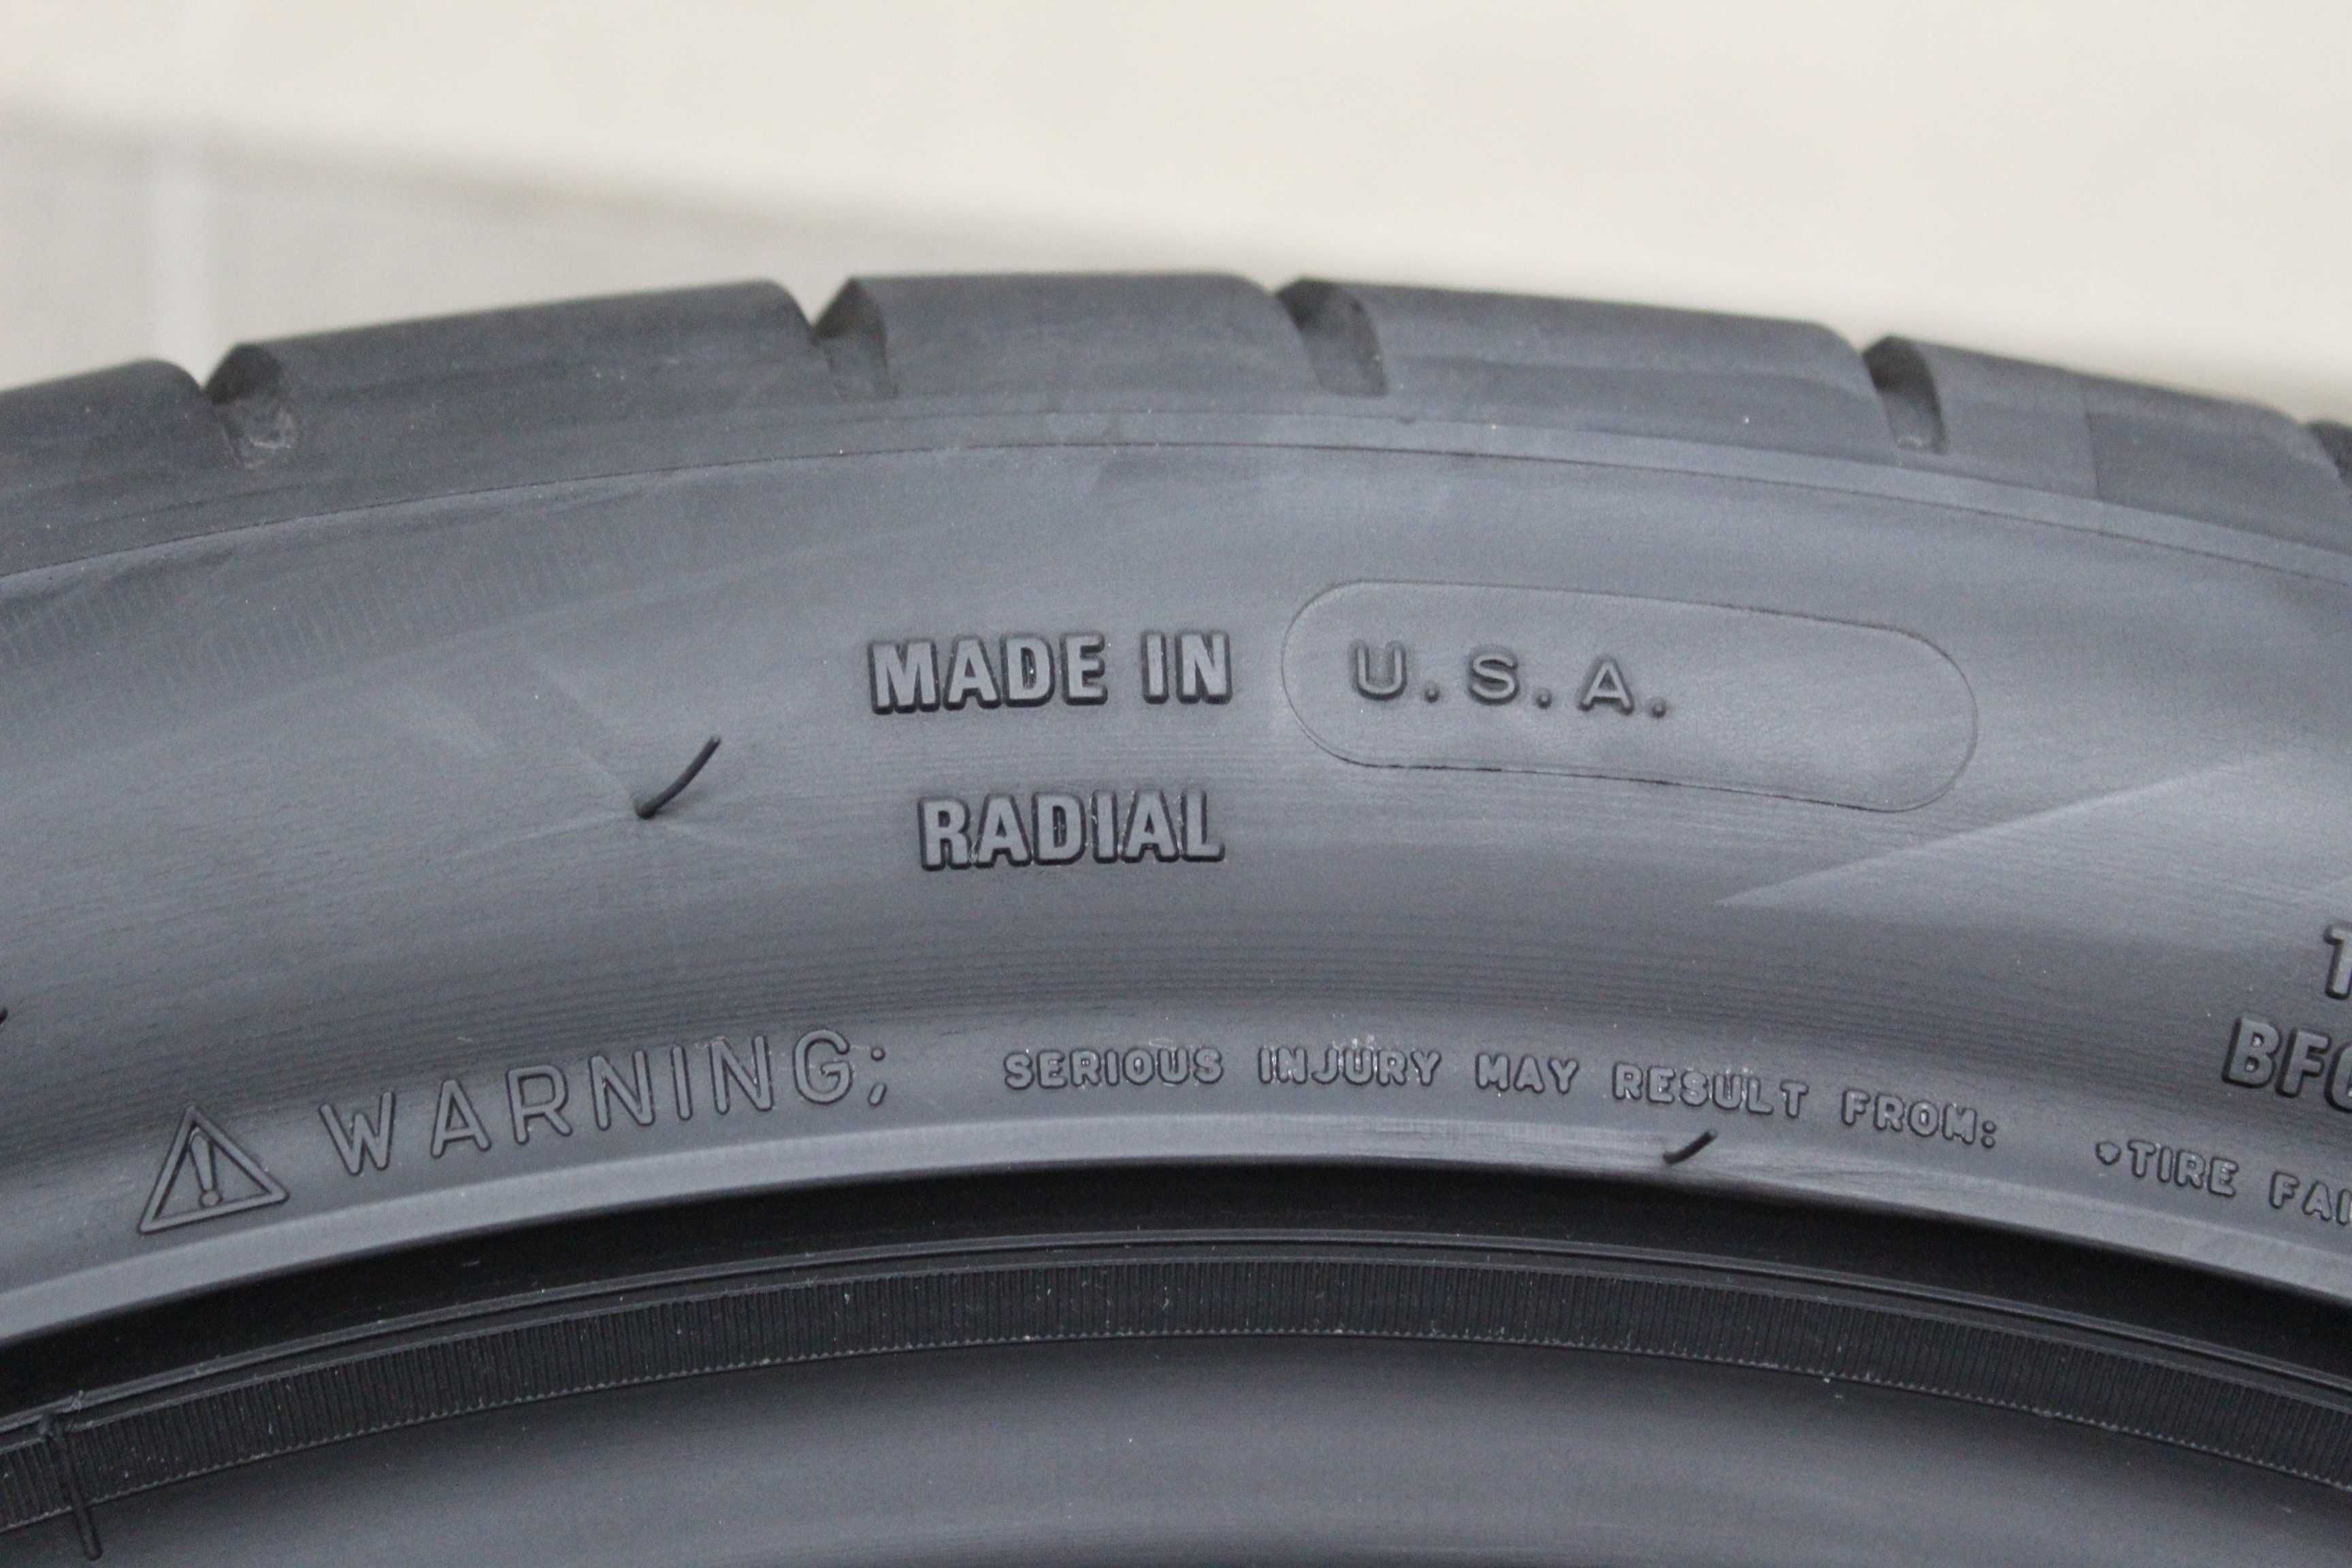 MADE IN U.S.A.
RADIAL
WARNING; SERIOUS INJURY MAY RESULT FROM: •TIRE